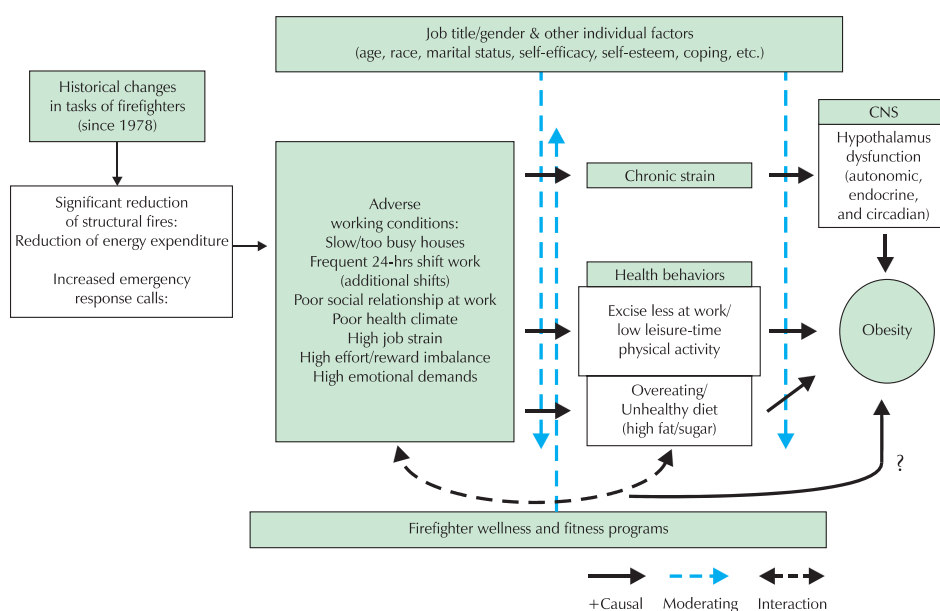 Job title/gender & other individual factors
(age, race, marital status, self-efficacy, self-esteem, coping, etc.)
Historical changes
in tasks of firefighters
(since 1978)
Significant reduction
of structural fires:
Reduction of energy expenditure
Increased emergency
response calls:
Adverse
working conditions:
Slow/too busy houses
Frequent 24-hrs shift work
(additional shifts)
Poor social relationship at work
Poor health climate
High job strain
High effort/reward imbalance
High emotional demands
Chronic strain
Health behaviors
Excise less at work/
low leisure-time
physical activity
Overeating/
Unhealthy diet
(high fat/sugar)
CNS
Hypothalamus
dysfunction
(autonomic,
endocrine,
and circadian)
Obesity
?
Firefighter wellness and fitness programs
+Causal
Moderating
Interaction